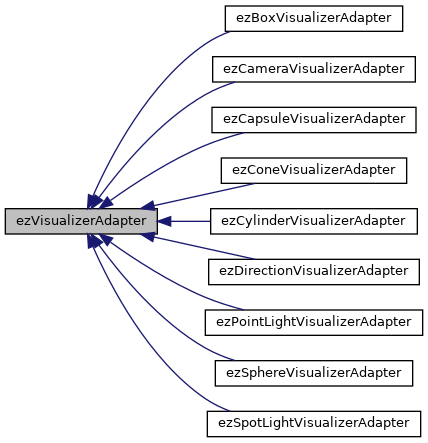 ezBoxVisualizerAdapter
ezCameraVisualizerAdapter
ezCapsuleVisualizerAdapter
ezConeVisualizerAdapter
ezVisualizerAdapter
ezCylinderVisualizerAdapter
ezDirectionVisualizerAdapter
ezPointLightVisualizerAdapter
ezSphereVisualizerAdapter
ezSpotLightVisualizerAdapter